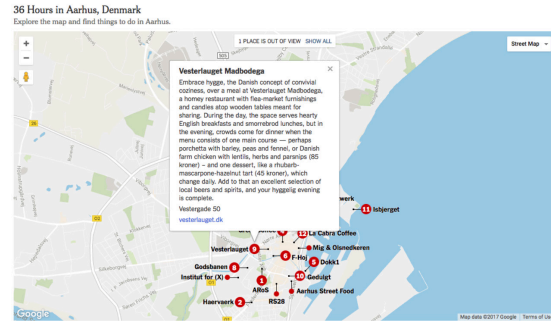 36 Hours in Aarhus, Denmark
Explore the map and find things to do in Aarhus.
1 PLACE IS OUT OF VIEW SHOW ALL
Street Map
Vesterlauget Madbodega
Embrace hygge, the Danish concept of convivial
coziness, over a meal at Vesterlauget Madbodega,
a homey restaurant with flea-market furnishings
and candles atop wooden tables meant for
sharing. During the day, the space serves hearty
English breakfasts and smorrebrod lunches, but in
the evening, crowds come for dinner when the
menu consists of one main course — perhaps
porchetta with barley, peas and fennel, or Danish
farm chicken with lentils, herbs and parsnips (85
kroner) – and one dessert, like a rhubarb-
mascarpone-hazelnut tart (45 kroner), which
change daily. Add to that an excellent selection of
local beers and spirits, and your hyggelig evening
is complete.
Vestergade 50
vesterlauget.dk
werk
11 Isbjerget
12 La Cabra Coffee
Vesterlauget 9
Mig & Olsnedkeren
6 F-Hoj
5 Dokk1
Godsbanen 8
Institut for (X)
1
ARoS
10 Gedulgt
Aarhus Street Food
RS28
Haervaerk 2
Google
Map data ©2017 Google
Terms of Use